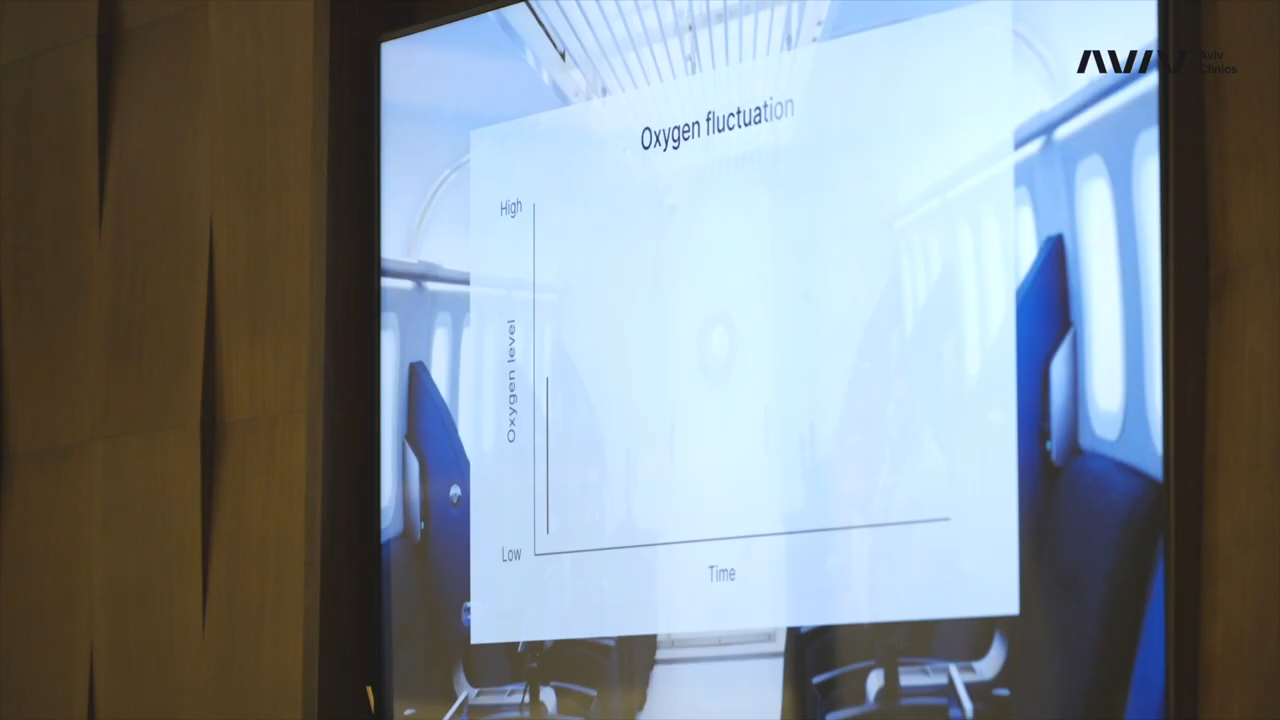 AVIV
Aviv
Clinics
Oxygen fluctuation
High
Oxygen level
Low
Time